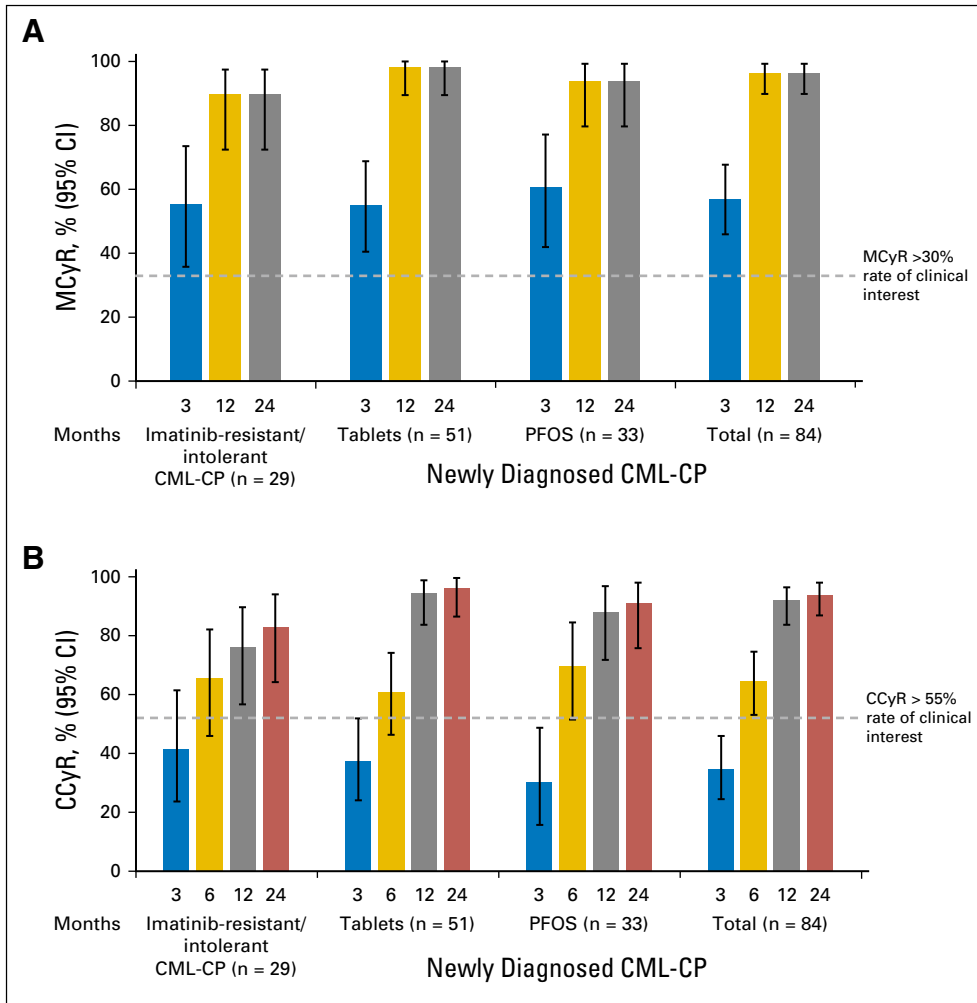 A
MCyR, % (95% CI)
100
80
60
40
20
0
MCyR >30%
rate of clinical
interest
3 12 24 3 12 24 3 12 24 3 12 24
Months Imatinib-resistant/ Tablets (n = 51) PFOS (n = 33) Total (n = 84)
intolerant
CML-CP (n = 29) Newly Diagnosed CML-CP
B
CCyR, % (95% CI)
100
80
60
40
20
0
CCyR > 55%
rate of clinical
interest
3 6 12 24 3 6 12 24 3 6 12 24 3 6 12 24
Months Imatinib-resistant/ Tablets (n = 51) PFOS (n = 33) Total (n = 84)
intolerant
CML-CP (n = 29) Newly Diagnosed CML-CP